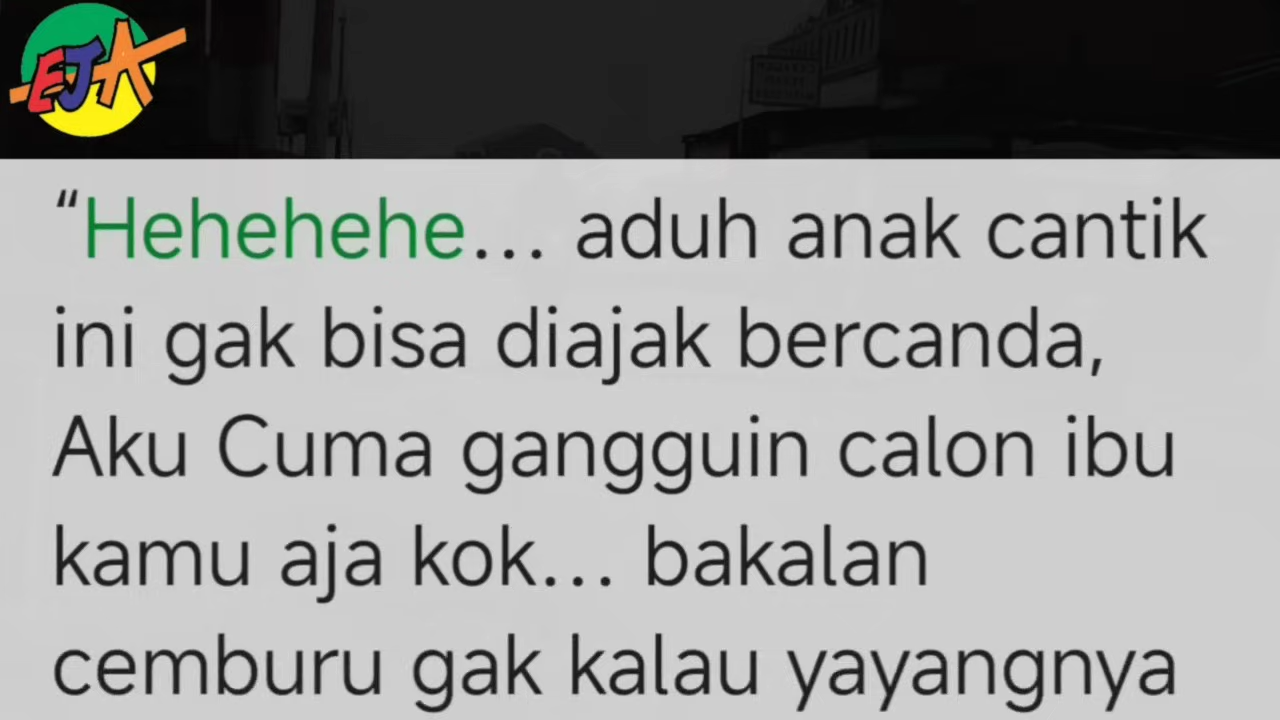 EJA
“Hehehehe... aduh anak cantik
ini gak bisa diajak bercanda,
Aku Cuma gangguin calon ibu
kamu aja kok... bakalan
cemburu gak kalau yayangnya